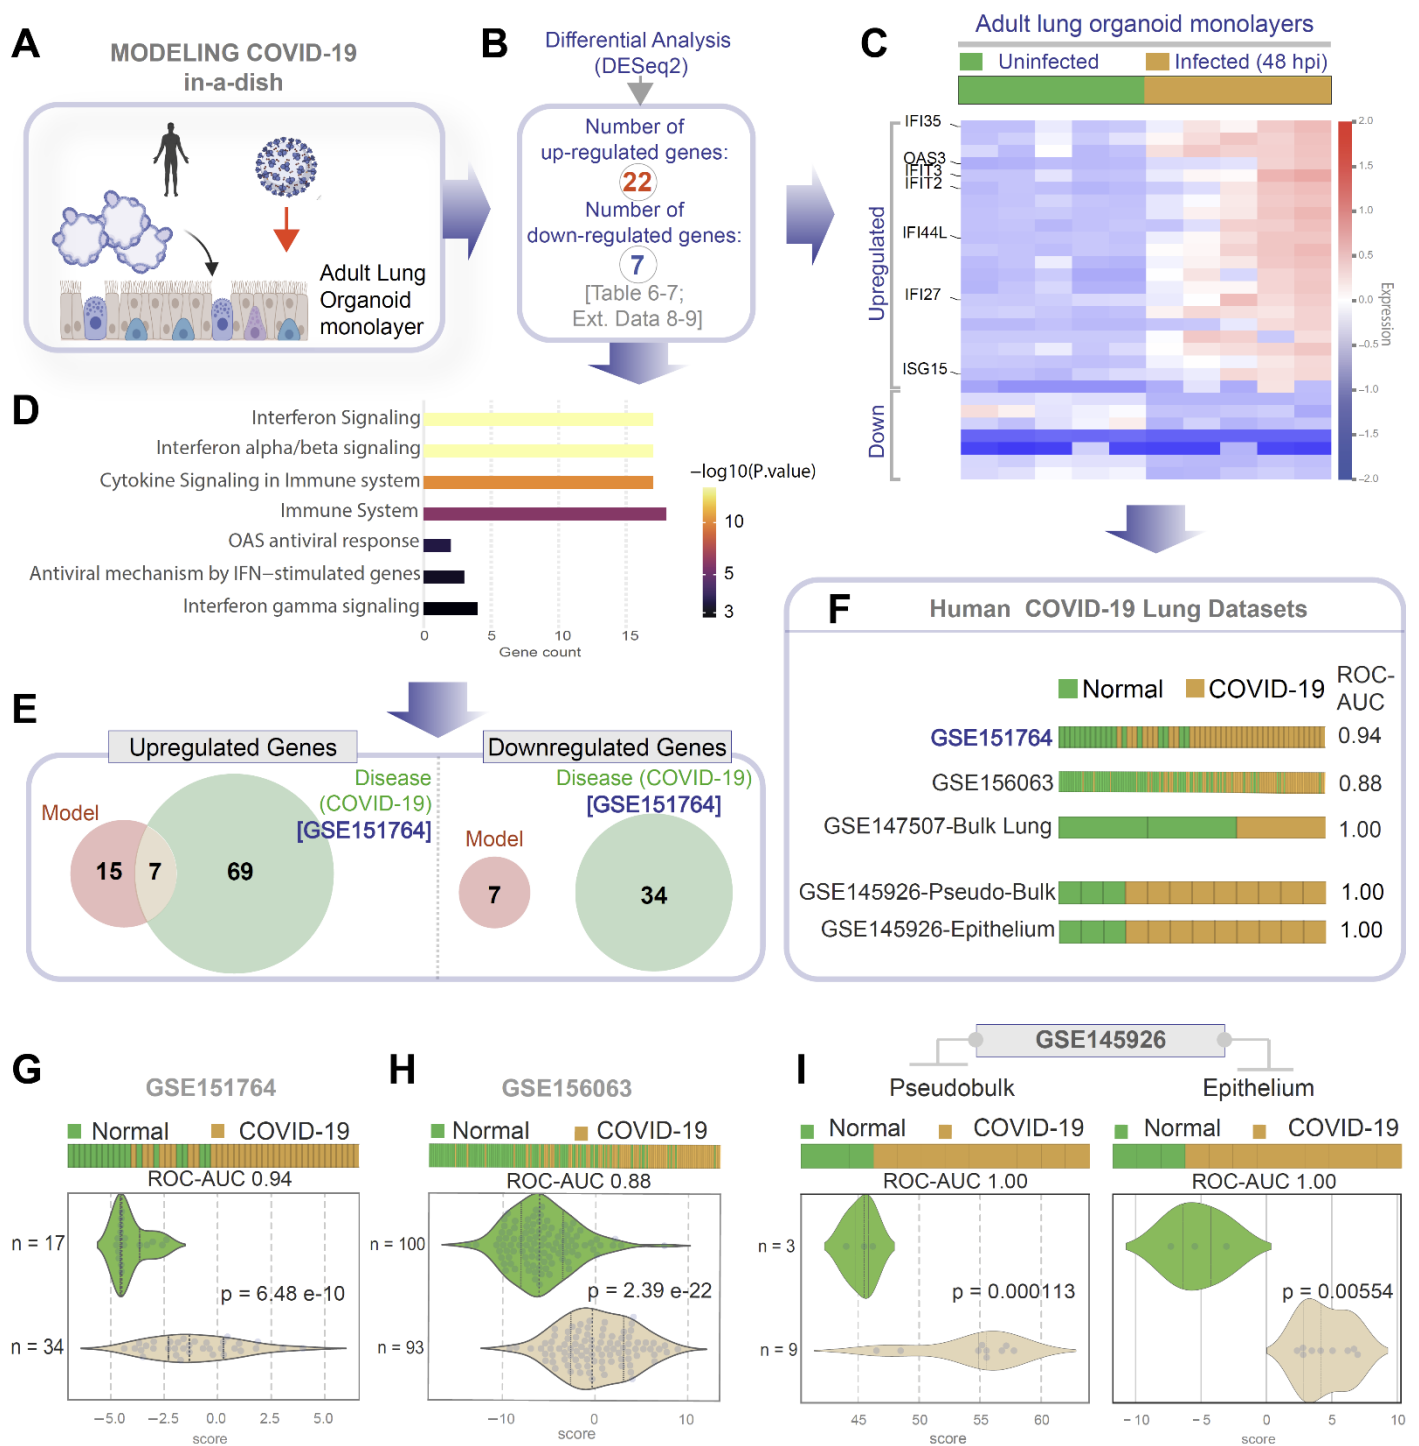 A
MODELING COVID-19
in-a-dish
Adult Lung
Organoid
monolayer
B
Differential Analysis
(DESeq2)
Number of
up-regulated genes:
22
Number of
down-regulated genes:
7
[Table 6-7;
Ext. Data 8-9]
C
Adult lung organoid monolayers
Uninfected
Infected (48 hpi)
Upregulated
Down
IFI35
OAS3
IFIT3
IFIT2
IFI44L
IFI27
ISG15
2.0
1.5
1.0
0.5
0.0
−0.5
−1.0
−1.5
−2.0
Expression
D
Interferon Signaling
Interferon alpha/beta signaling
Cytokine Signaling in Immune system
Immune System
OAS antiviral response
Antiviral mechanism by IFN−stimulated genes
Interferon gamma signaling
0 5 10 15
Gene count
−log10(P.value)
10
5
3
E
Upregulated Genes
Model
Disease
(COVID-19)
[GSE151764]
15 7 69
Downregulated Genes
Disease (COVID-19)
[GSE151764]
Model
7
34
F
Human COVID-19 Lung Datasets
Normal
COVID-19
ROC-
AUC
GSE151764 0.94
GSE156063 0.88
GSE147507-Bulk Lung 1.00
GSE145926-Pseudo-Bulk 1.00
GSE145926-Epithelium 1.00
G
GSE151764
Normal
COVID-19
ROC-AUC 0.94
n = 17
p = 6.48 e-10
n = 34
−5.0 −2.5 0.0 2.5 5.0
score
H
GSE156063
Normal
COVID-19
ROC-AUC 0.88
n = 100
p = 2.39 e-22
n = 93
−10 0 10
score
I
GSE145926
Pseudobulk
Normal
COVID-19
ROC-AUC 1.00
n = 3
p = 0.000113
n = 9
45 50 55 60
score
Epithelium
Normal
COVID-19
ROC-AUC 1.00
p = 0.00554
−10 −5 0 5 10
score